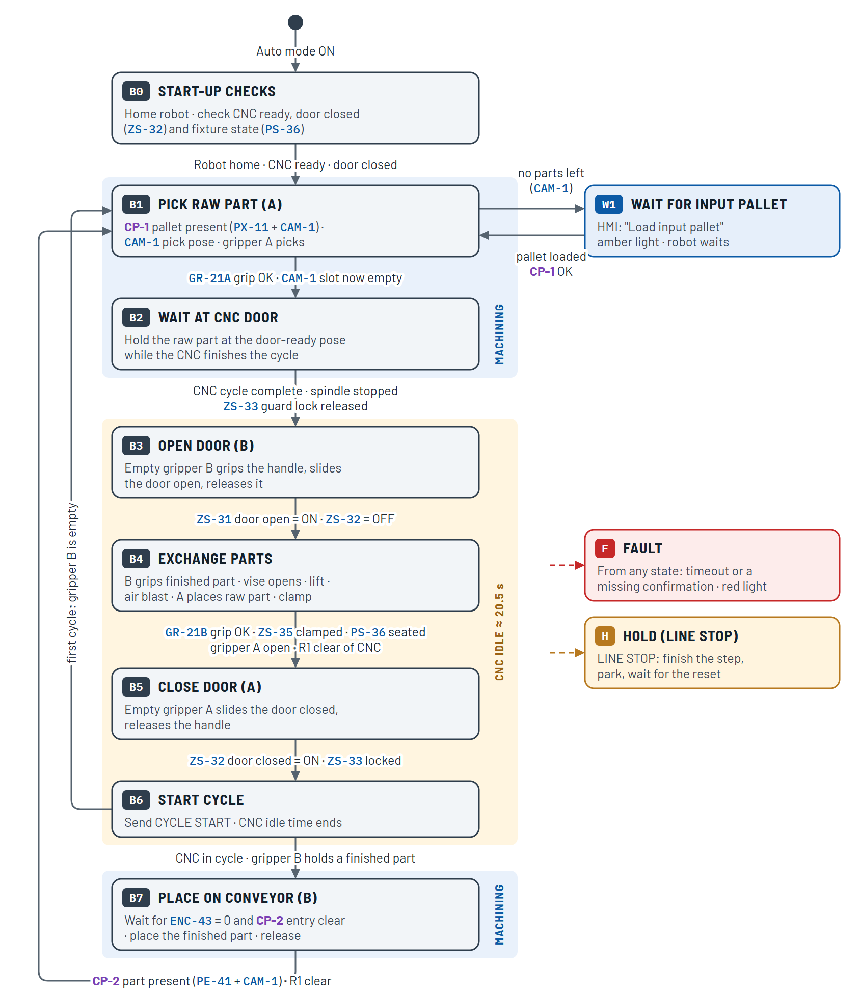 Auto mode ON
B0 START-UP CHECKS
Home robot · check CNC ready, door closed
(ZS-32) and fixture state (PS-36)
Robot home · CNC ready · door closed
no parts left
(CAM-1)
B1 PICK RAW PART (A)
CP-1 pallet present (PX-11 + CAM-1) ·
CAM-1 pick pose · gripper A picks
W1 WAIT FOR INPUT PALLET
HMI: "Load input pallet"
amber light · robot waits
pallet loaded
CP-1 OK
GR-21A grip OK · CAM-1 slot now empty
B2 WAIT AT CNC DOOR
Hold the raw part at the door-ready pose
while the CNC finishes the cycle
MACHINING
CNC cycle complete · spindle stopped
ZS-33 guard lock released
B3 OPEN DOOR (B)
Empty gripper B grips the handle, slides
the door open, releases it
ZS-31 door open = ON · ZS-32 = OFF
B4 EXCHANGE PARTS
B grips finished part · vise opens · lift ·
air blast · A places raw part · clamp
CNC IDLE ≈ 20.5 s
first cycle: gripper B is empty
F FAULT
From any state: timeout or a
missing confirmation · red light
GR-21B grip OK · ZS-35 clamped · PS-36 seated
gripper A open · R1 clear of CNC
H HOLD (LINE STOP)
LINE STOP: finish the step,
park, wait for the reset
B5 CLOSE DOOR (A)
Empty gripper A slides the door closed,
releases the handle
ZS-32 door closed = ON · ZS-33 locked
B6 START CYCLE
Send CYCLE START · CNC idle time ends
CNC in cycle · gripper B holds a finished part
B7 PLACE ON CONVEYOR (B)
Wait for ENC-43 = 0 and CP-2 entry clear
· place the finished part · release
MACHINING
CP-2 part present (PE-41 + CAM-1) · R1 clear